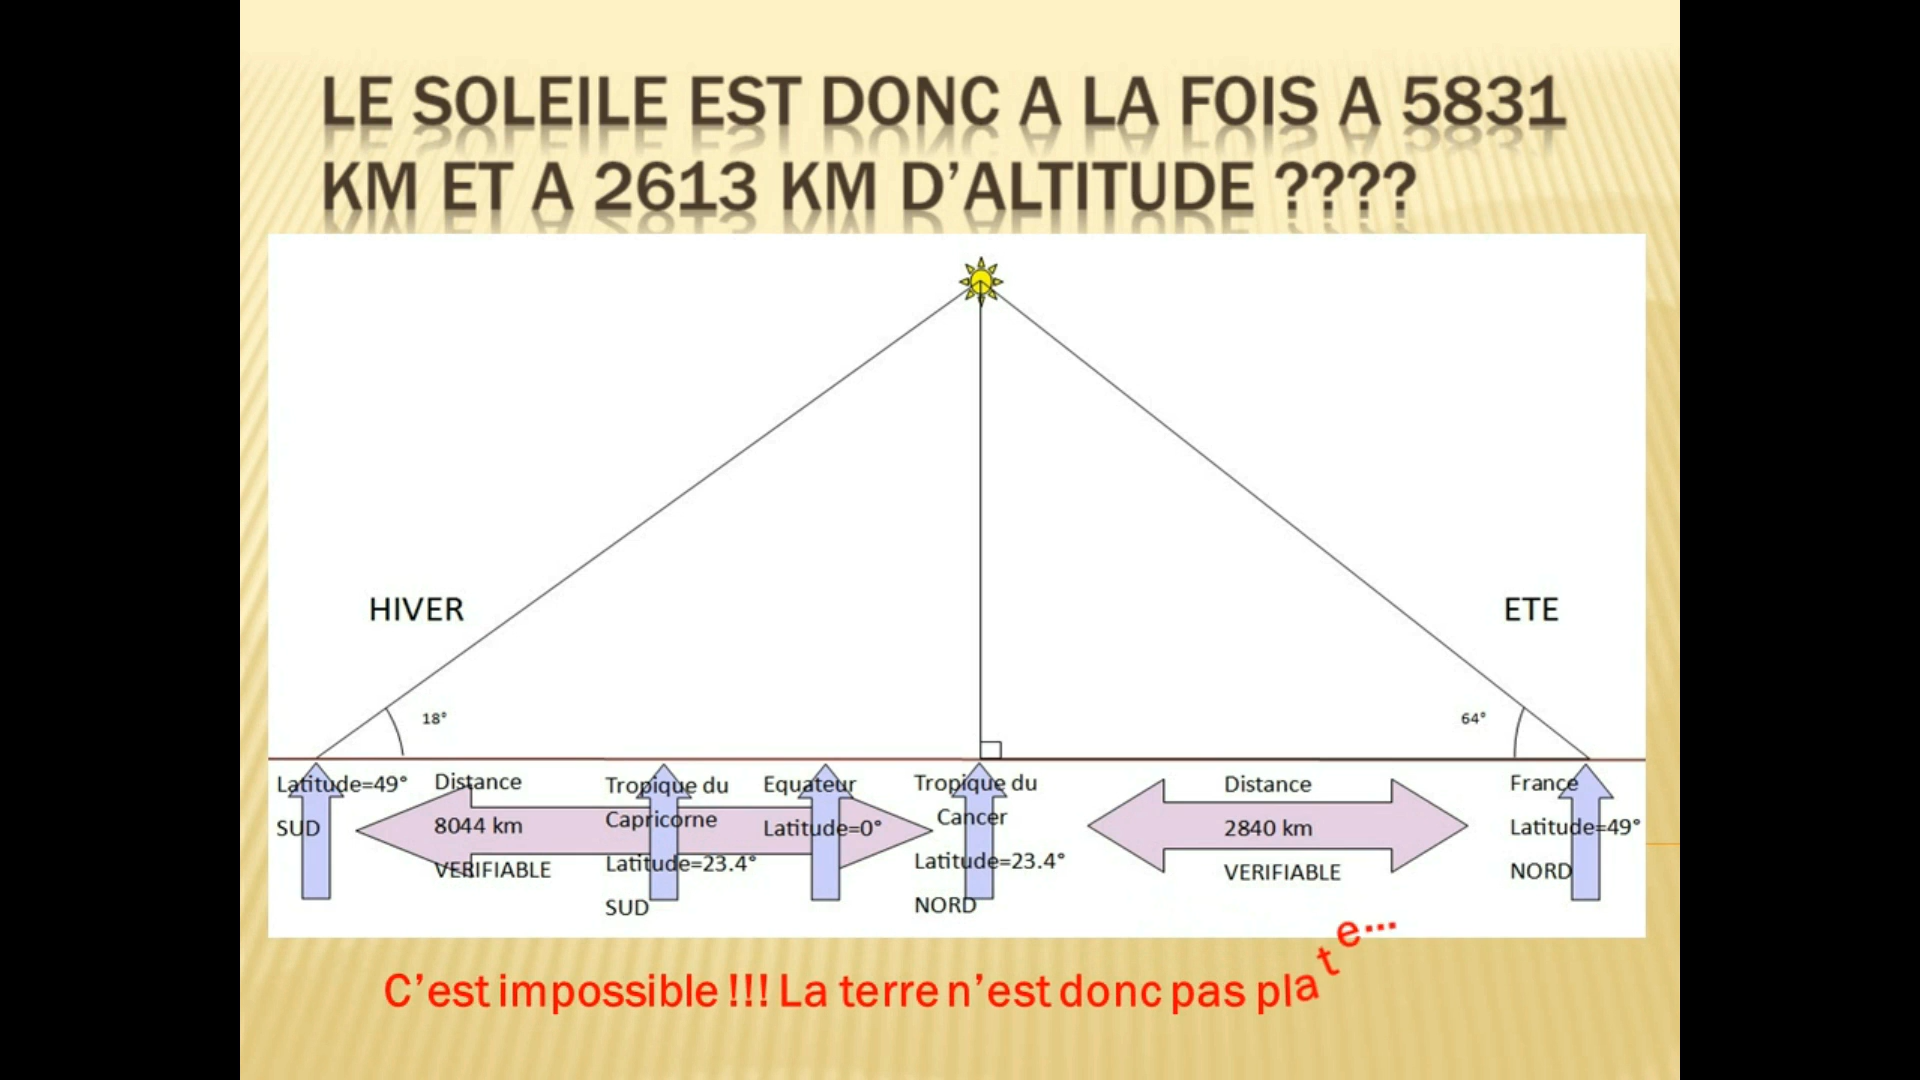 LE SOLEILE EST DONC A LA FOIS A 5831
KM ET A 2613 KM D'ALTITUDE ????
HIVER
ETE
18°
64°
Latitude=49°
SUD
Distance
8044 km
VERIFIABLE
Tropique du
Capricorne
Latitude=23.4°
SUD
Equateur
Latitude=0°
Tropique du
Cancer
Latitude=23.4°
NORD
Distance
2840 km
VERIFIABLE
France
Latitude=49°
NORD
C'est impossible !!! La terre n'est donc pas plate...